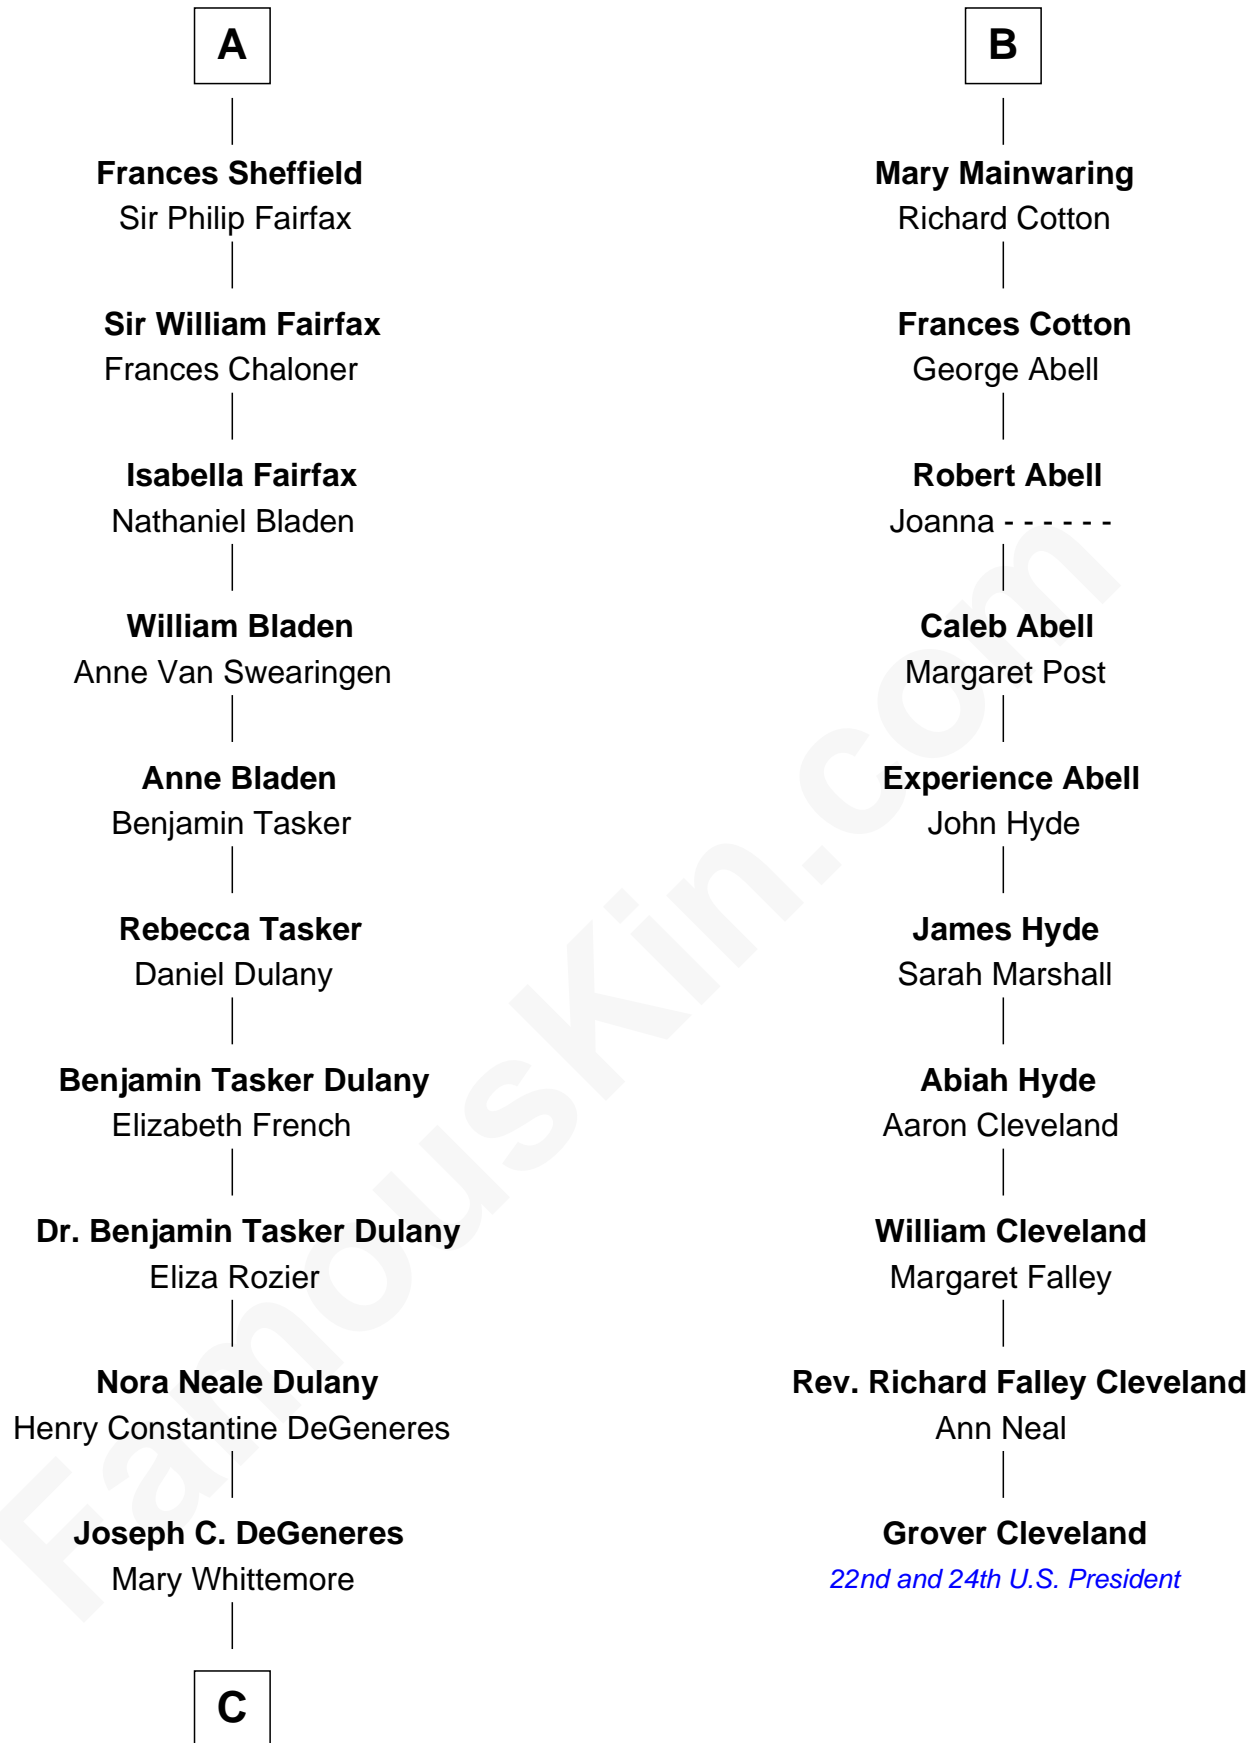 A
Frances Sheffield
Sir Philip Fairfax
Sir William Fairfax
Frances Chaloner
Isabella Fairfax
Nathaniel Bladen
William Bladen
Anne Van Swearingen
Anne Bladen
Benjamin Tasker
Rebecca Tasker
Daniel Dulany
Benjamin Tasker Dulany
Elizabeth French
Dr. Benjamin Tasker Dulany
Eliza Rozier
Nora Neale Dulany
Henry Constantine DeGeneres
Joseph C. DeGeneres
Mary Whittemore
C
B
Mary Mainwaring
Richard Cotton
Frances Cotton
George Abell
Robert Abell
Joanna - - - - - -
Caleb Abell
Margaret Post
Experience Abell
John Hyde
James Hyde
Sarah Marshall
Abiah Hyde
Aaron Cleveland
William Cleveland
Margaret Falley
Rev. Richard Falley Cleveland
Ann Neal
Grover Cleveland
22nd and 24th U.S. President
FamousKin.com